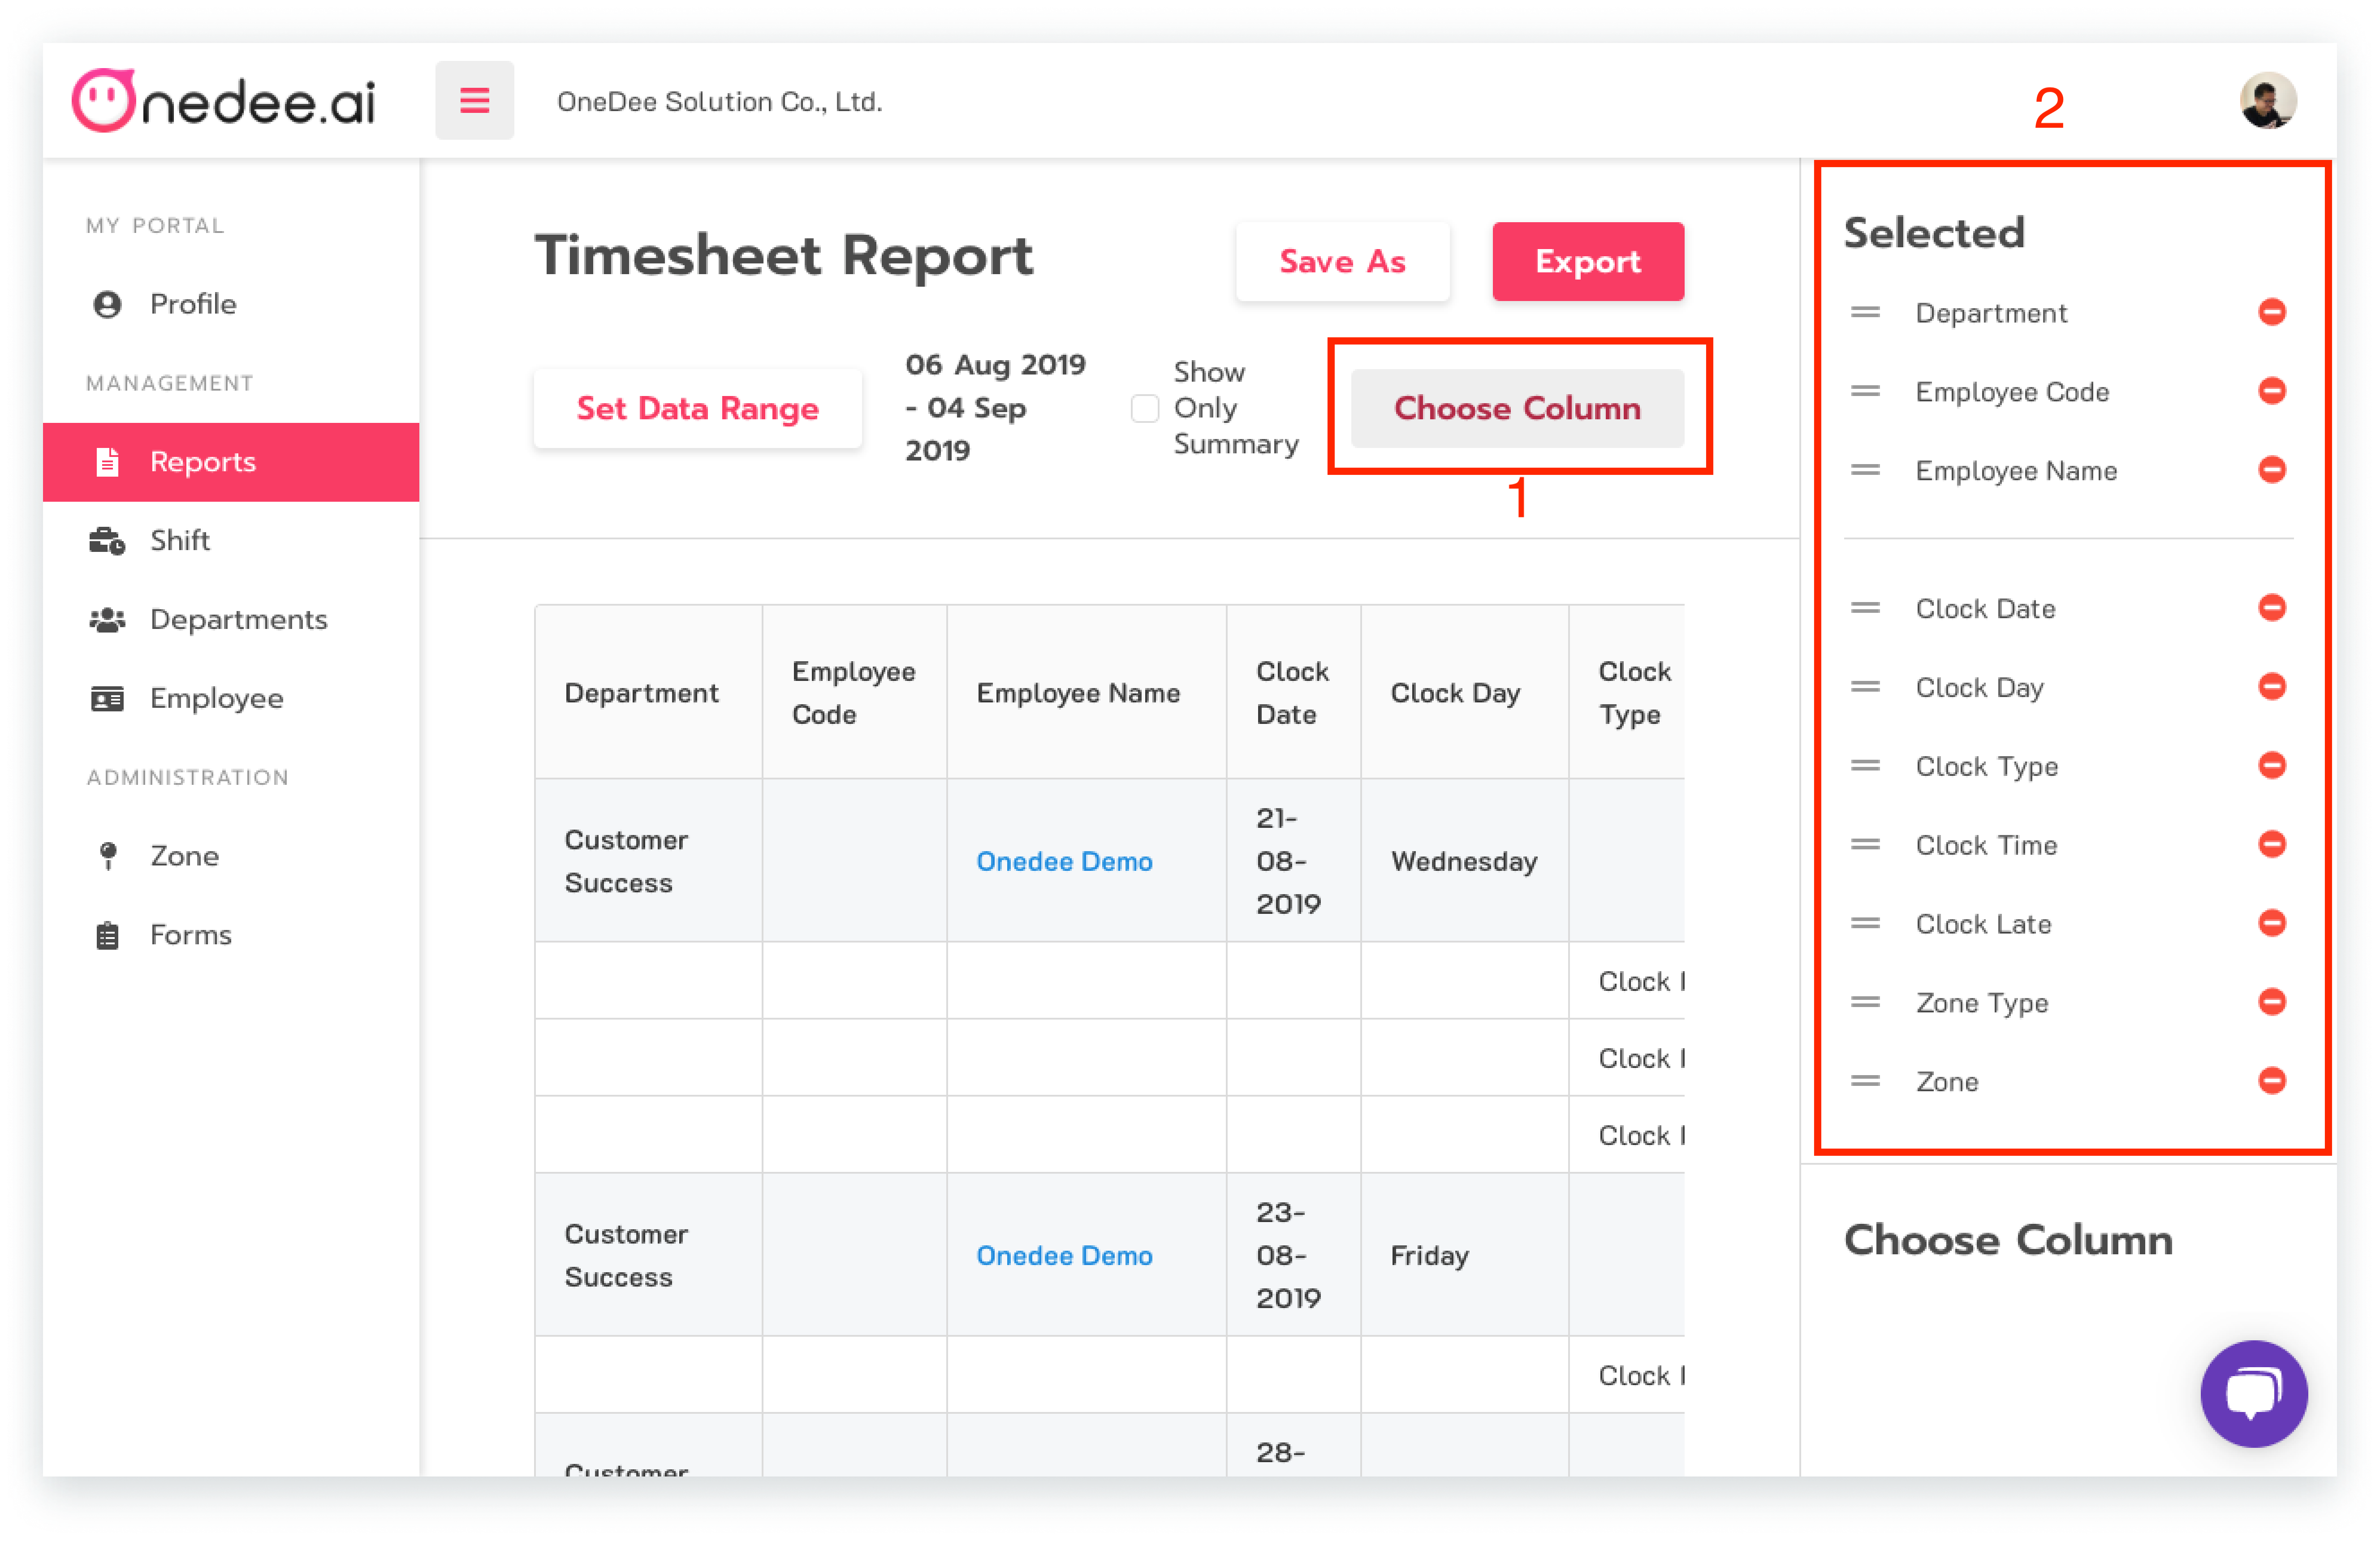 Onedee.ai
OneDee Solution Co., Ltd.
2
MY PORTAL
Profile
MANAGEMENT
Reports
Shift
Departments
Employee
ADMINISTRATION
Zone
Forms
Timesheet Report
Save As
Export
Set Data Range
06 Aug 2019
- 04 Sep
2019
Show
Only
Summary
Choose Column
1
Department
Employee
Code
Employee Name
Clock
Date
Clock Day
Clock
Type
Customer
Success
Onedee Demo
21-
08-
2019
Wednesday
Clock
Clock
Clock
Customer
Success
Onedee Demo
23-
08-
2019
Friday
Clock
Customer
28-
Selected
Department
Employee Code
Employee Name
Clock Date
Clock Day
Clock Type
Clock Time
Clock Late
Zone Type
Zone
Choose Column